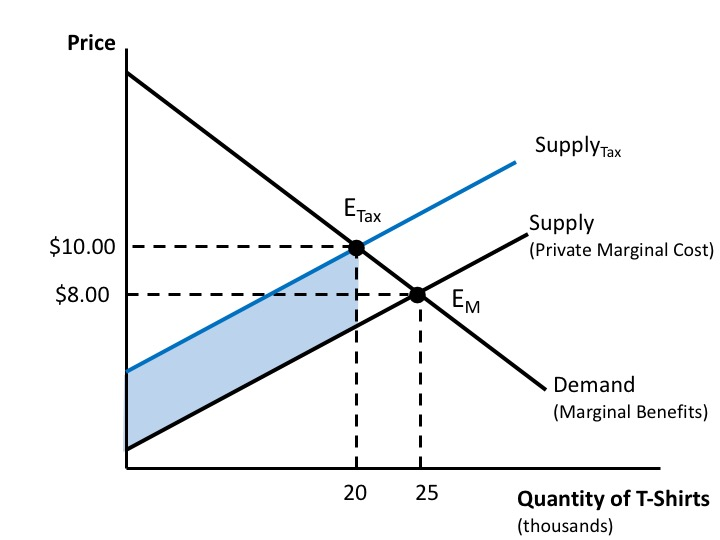 Price
Supply_Tax
E_Tax
Supply
(Private Marginal Cost)
$10.00
$8.00
E_M
Demand
(Marginal Benefits)
20
25
Quantity of T-Shirts
(thousands)